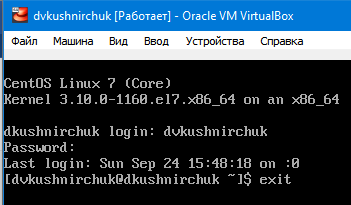 dvkushnirchuk [Работает] - Oracle VM VirtualBox
Файл Машина Вид Ввод Устройства Справка
CentOS Linux 7 (Core)
Kernel 3.10.0-1160.el7.x86_64 on an x86_64
dkushnirchuk login: dvkushnirchuk
Password:
Last login: Sun Sep 24 15:48:18 on :0
[dvkushnirchuk@dkushnirchuk ~]$ exit